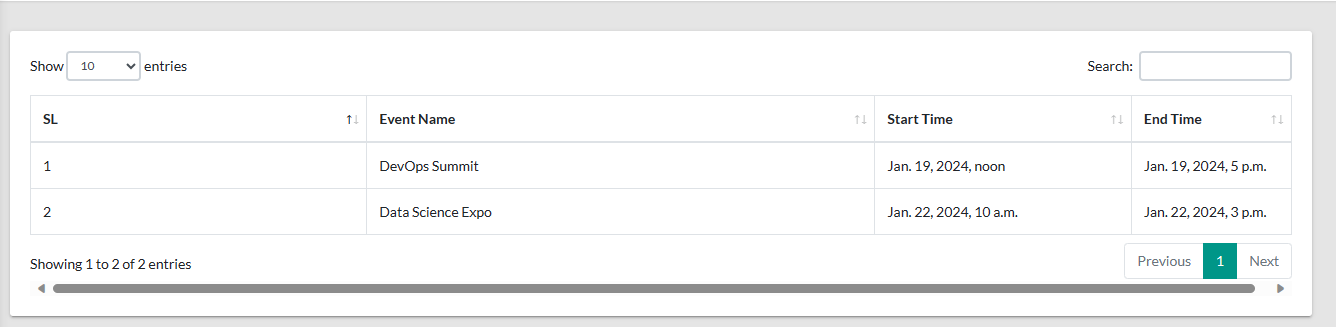 Show 10 entries Search:
SL Event Name Start Time End Time
1 DevOps Summit Jan. 19, 2024, noon Jan. 19, 2024, 5 p.m.
2 Data Science Expo Jan. 22, 2024, 10 a.m. Jan. 22, 2024, 3 p.m.
Showing 1 to 2 of 2 entries Previous 1 Next